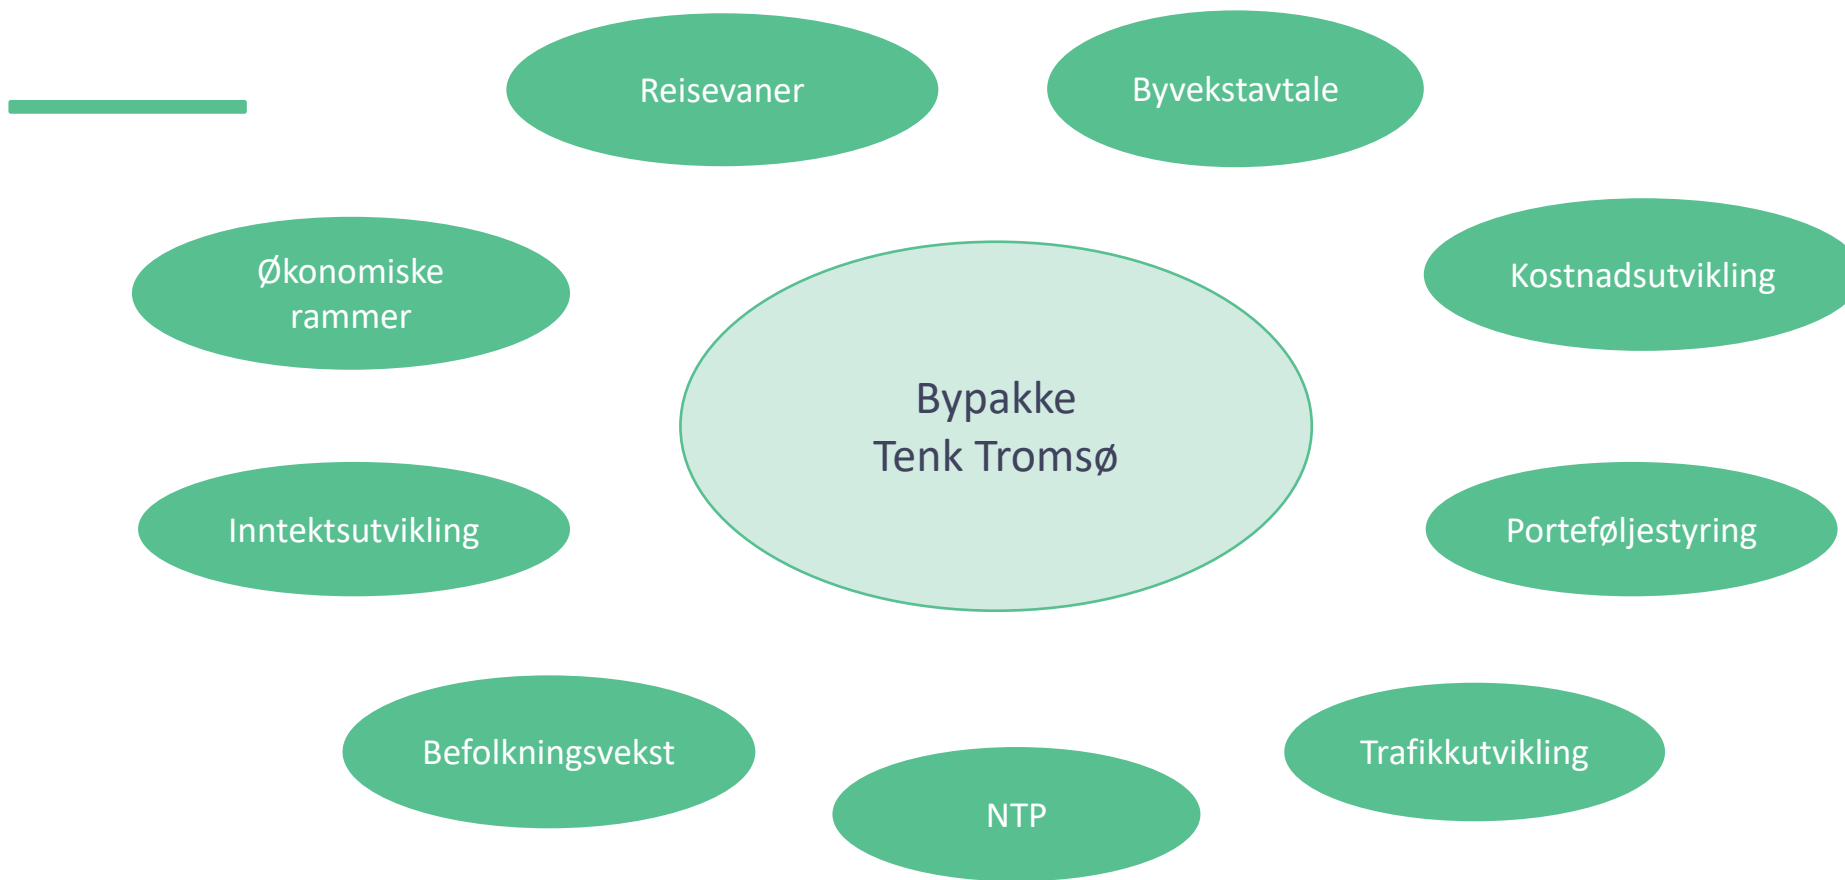 Reisevaner
Byvekstavtale
Økonomiske
rammer
Kostnadsutvikling
Bypakke
Tenk Tromsø
Inntektsutvikling
Porteføljestyring
Befolkningsvekst
Trafikkutvikling
NTP